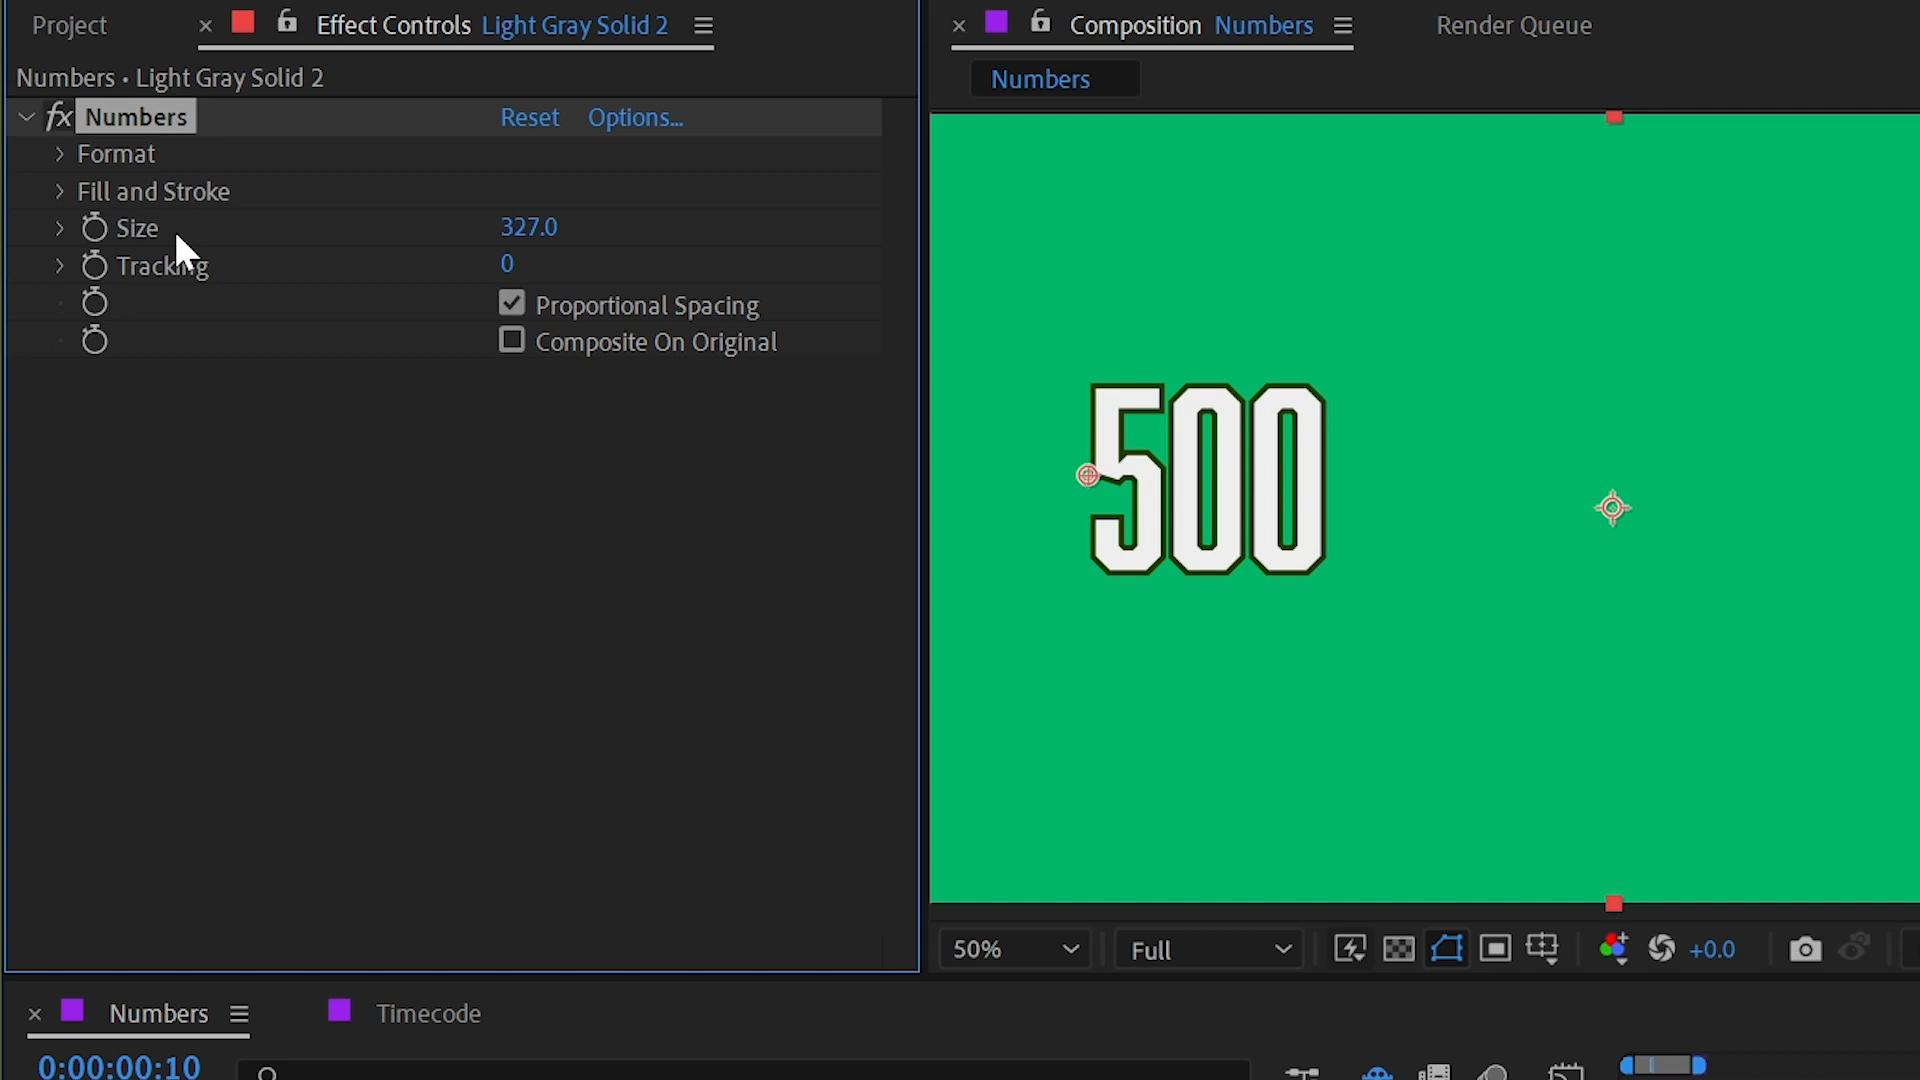 Project
Effect Controls Light Gray Solid 2
Numbers • Light Gray Solid 2
fx Numbers Reset Options...
Format
Fill and Stroke
Size 327.0
Tracking 0
Proportional Spacing
Composite On Original
Composition Numbers
Render Queue
Numbers
500
50%
Full
+0.0
Numbers
Timecode
0:00:00:10